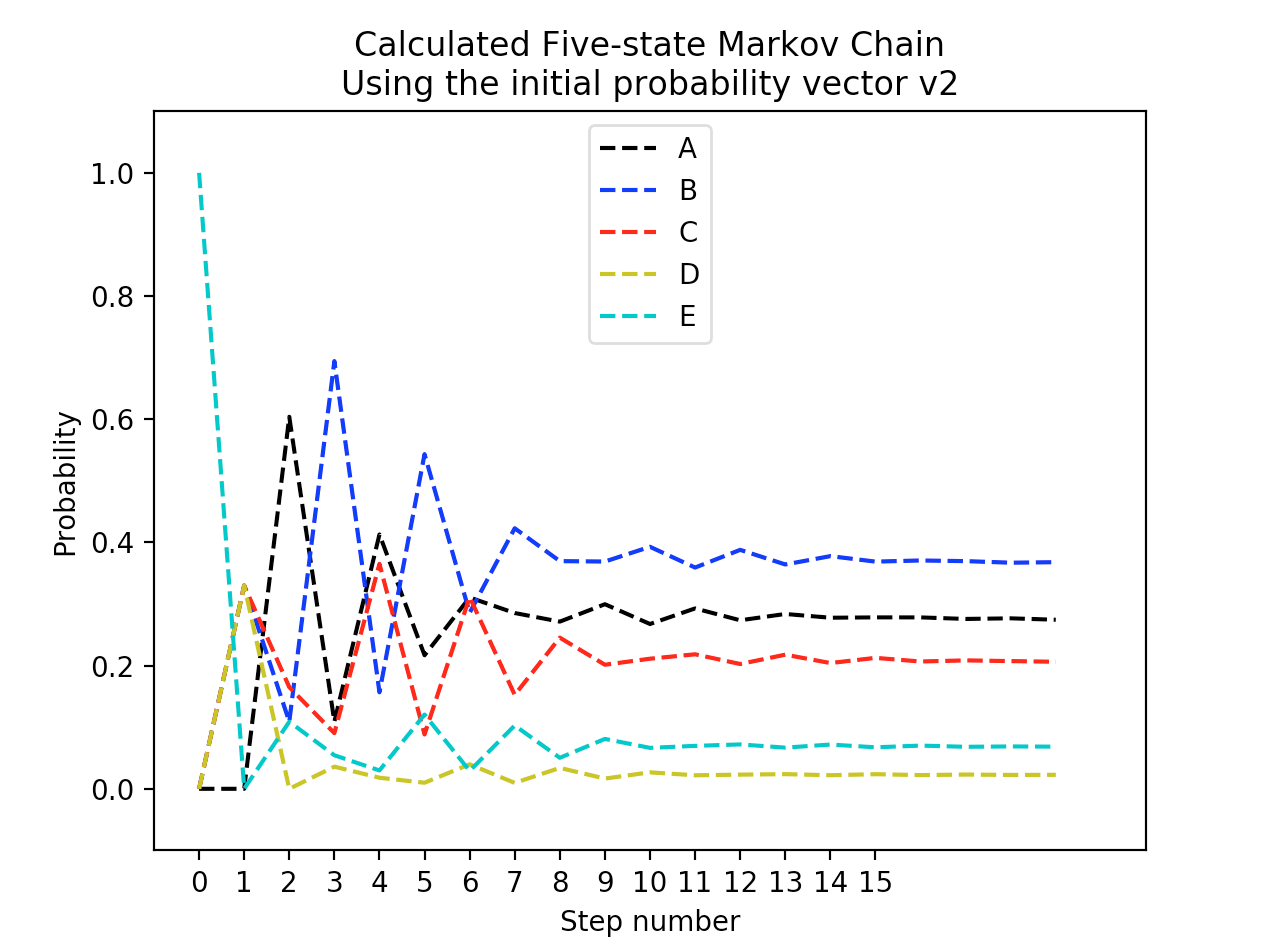 Calculated Five-state Markov Chain
Using the initial probability vector v2
A
B
C
D
E
1.0
0.8
0.6
0.4
0.2
0.0
Probability
0 1 2 3 4 5 6 7 8 9 10 11 12 13 14 15
Step number